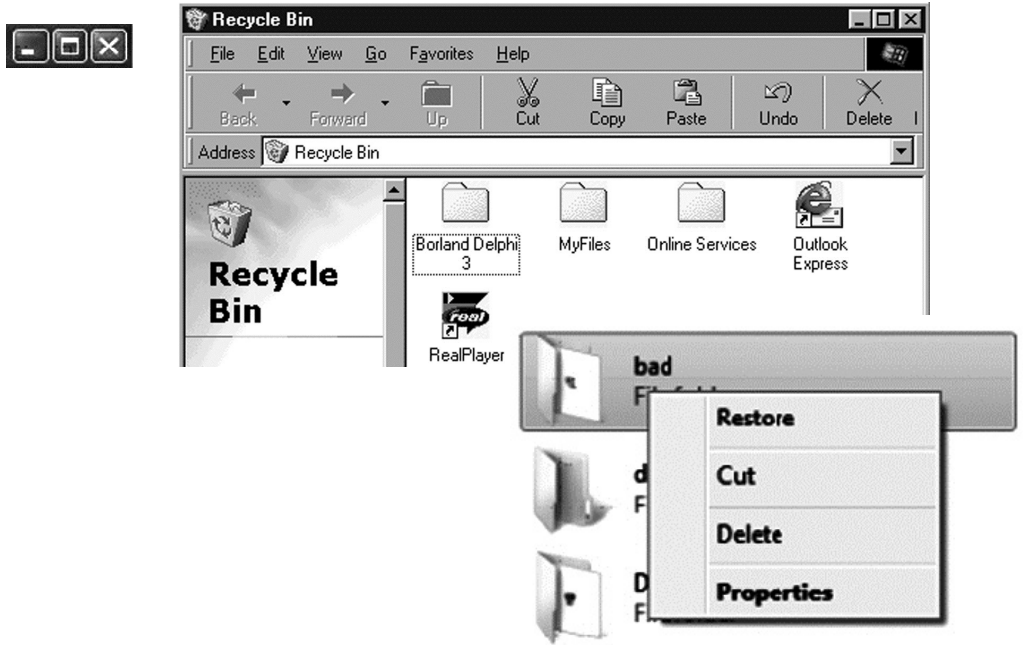 Recycle Bin
File Edit View Go Favorites Help
Back Forward Up Cut Copy Paste Undo Delete
Address Recycle Bin
Recycle
Bin
Borland Delphi
3
MyFiles
Online Services
Outlook
Express
real
RealPlayer
bad
Restore
Cut
Delete
Properties